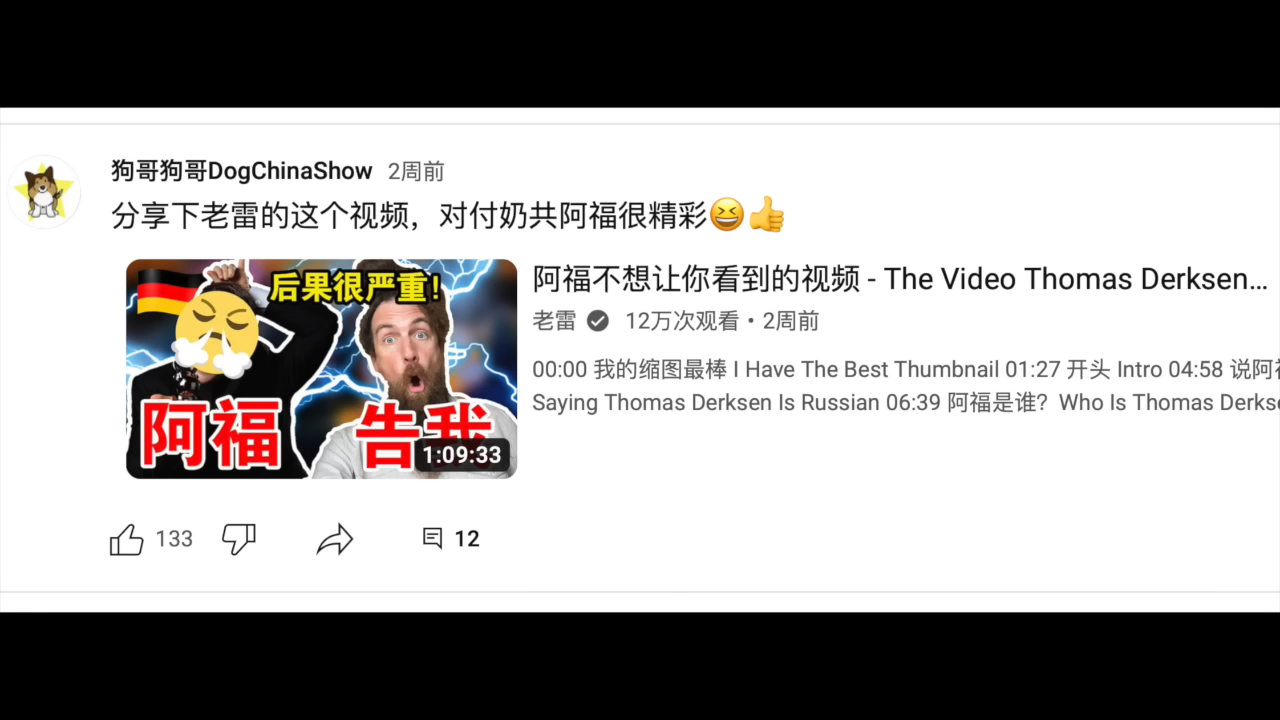 狗哥狗哥DogChinaShow 2周前
分享下老雷的这个视频，对付奶共阿福很精彩😆👍
后果很严重！
阿福 告我
1:09:33
阿福不想让你看到的视频 - The Video Thomas Derksen...
老雷 12万次观看・2周前
00:00 我的缩图最棒 I Have The Best Thumbnail 01:27 开头 Intro 04:58 说阿
Saying Thomas Derksen Is Russian 06:39 阿福是谁？Who Is Thomas Derks
133 12